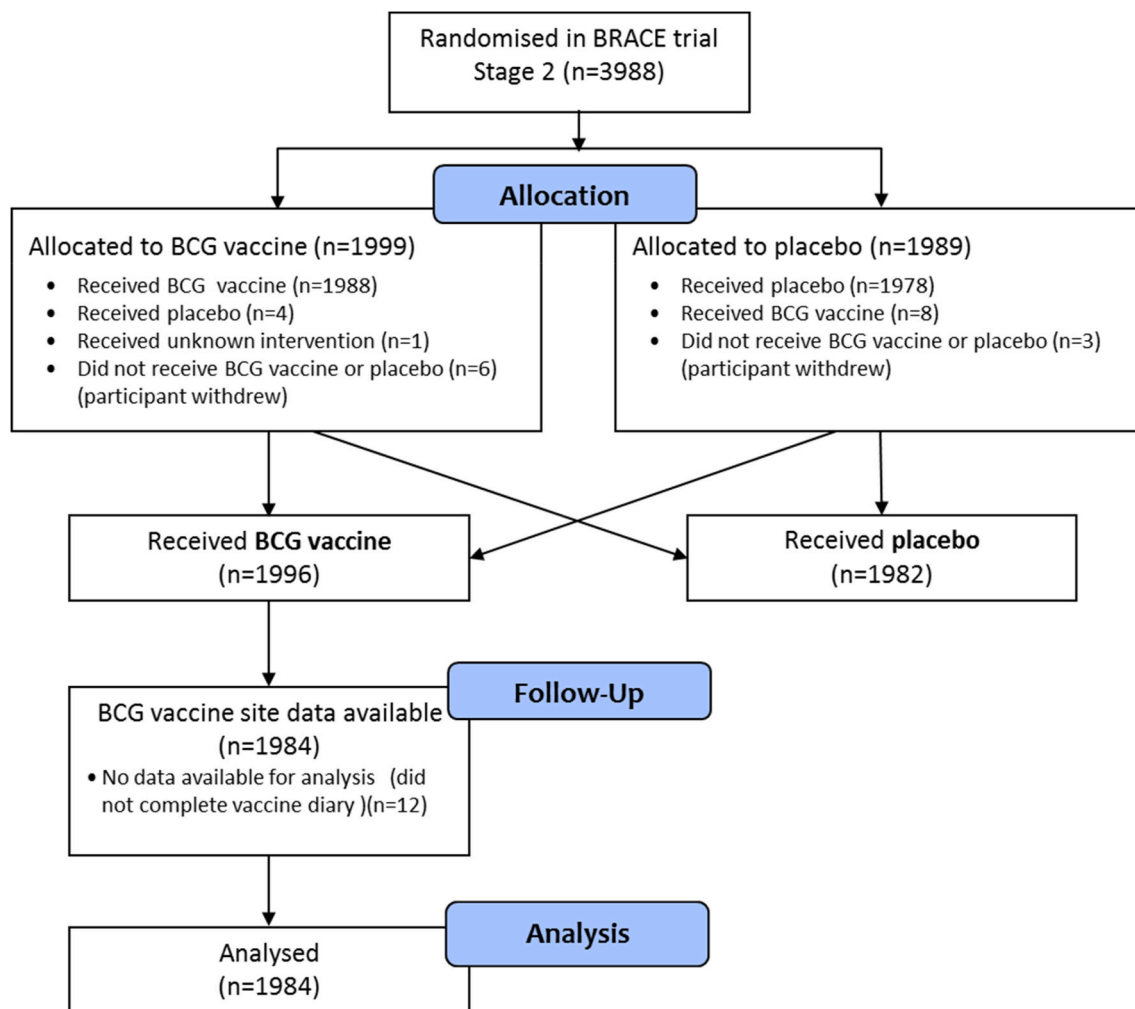 Randomised in BRACE trial
Stage 2 (n=3988)
Allocation
Allocated to BCG vaccine (n=1999)
• Received BCG vaccine (n=1988)
• Received placebo (n=4)
• Received unknown intervention (n=1)
• Did not receive BCG vaccine or placebo (n=6)
(participant withdrew)
Allocated to placebo (n=1989)
• Received placebo (n=1978)
• Received BCG vaccine (n=8)
• Did not receive BCG vaccine or placebo (n=3)
(participant withdrew)
Received BCG vaccine
(n=1996)
Received placebo
(n=1982)
Follow-Up
BCG vaccine site data available
(n=1984)
• No data available for analysis (did
not complete vaccine diary )(n=12)
Analysis
Analysed
(n=1984)